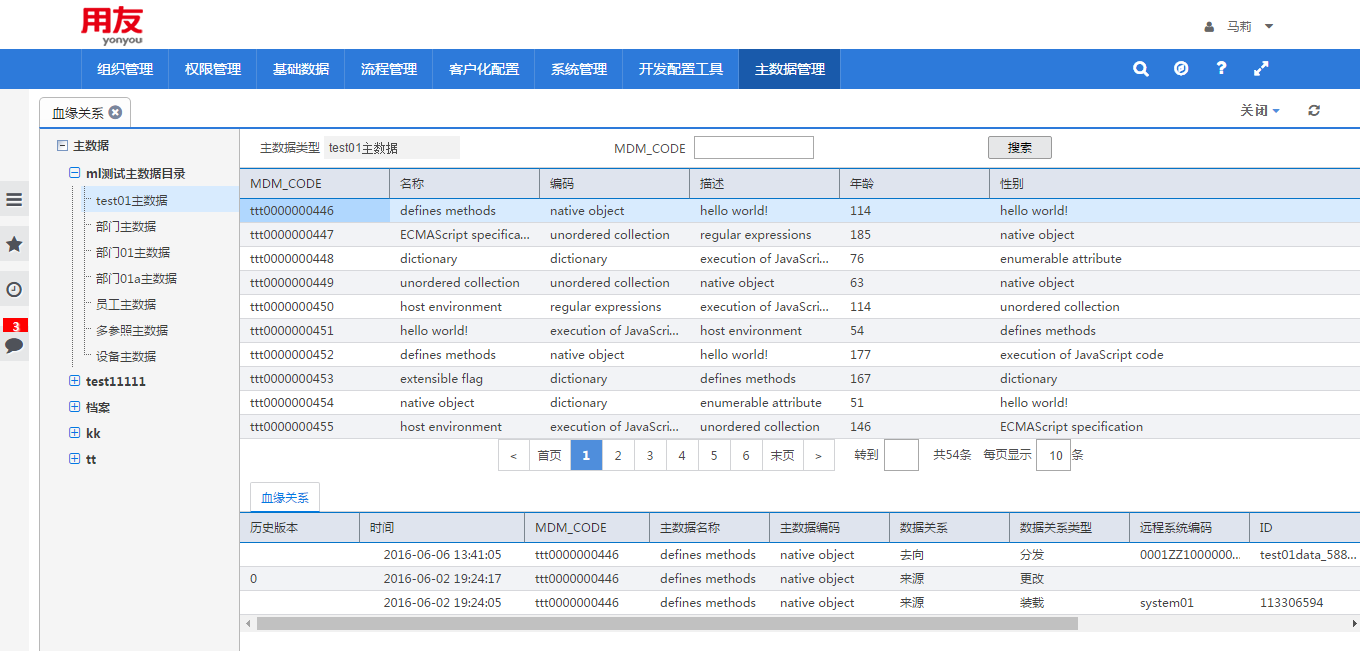 用友
yonyou
马莉
组织管理 权限管理 基础数据 流程管理 客户化配置 系统管理 开发配置工具 主数据管理
血缘关系 关闭
主数据
ml测试主数据目录
test01主数据
部门主数据
部门01主数据
部门01a主数据
员工主数据
多参照主数据
设备主数据
test11111
档案
kk
tt
3
主数据类型 test01主数据 MDM_CODE 搜索
MDM_CODE 名称 编码 描述 年龄 性别
ttt0000000446 defines methods native object hello world! 114 hello world!
ttt0000000447 ECMAScript specifica... unordered collection regular expressions 185 native object
ttt0000000448 dictionary dictionary execution of JavaScri... 76 enumerable attribute
ttt0000000449 unordered collection unordered collection native object 63 native object
ttt0000000450 host environment regular expressions execution of JavaScri... 114 unordered collection
ttt0000000451 hello world! execution of JavaScri... host environment 54 defines methods
ttt0000000452 defines methods native object hello world! 177 execution of JavaScript code
ttt0000000453 extensible flag dictionary defines methods 167 dictionary
ttt0000000454 native object dictionary enumerable attribute 51 hello world!
ttt0000000455 host environment execution of JavaScri... unordered collection 146 ECMAScript specification
< 首页 1 2 3 4 5 6 末页 > 转到 共54条 每页显示 10 条
血缘关系
历史版本 时间 MDM_CODE 主数据名称 主数据编码 数据关系 数据关系类型 远程系统编码 ID
2016-06-06 13:41:05 ttt0000000446 defines methods native object 去向 分发 0001ZZ1000000... test01data_588...
0 2016-06-02 19:24:17 ttt0000000446 defines methods native object 来源 更改
2016-06-02 19:24:05 ttt0000000446 defines methods native object 来源 装载 system01 113306594